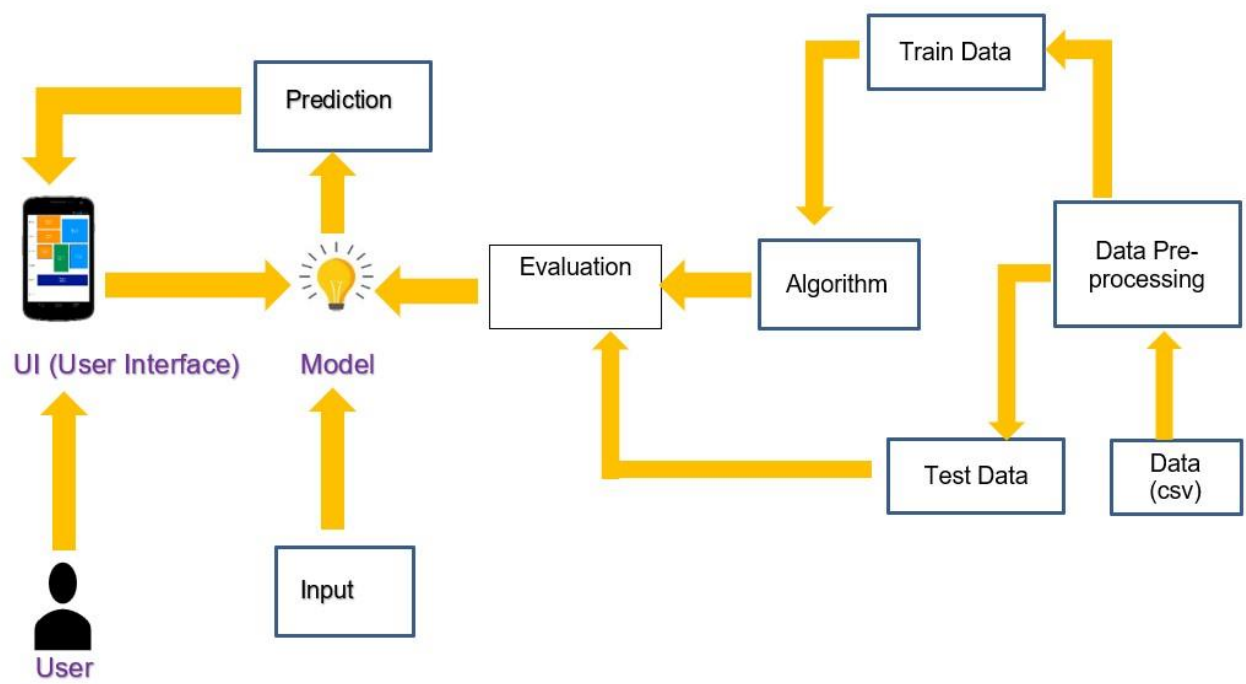 Train Data
Prediction
Data Pre-
processing
Evaluation
Algorithm
UI (User Interface)
Model
Test Data
Data
(csv)
Input
User